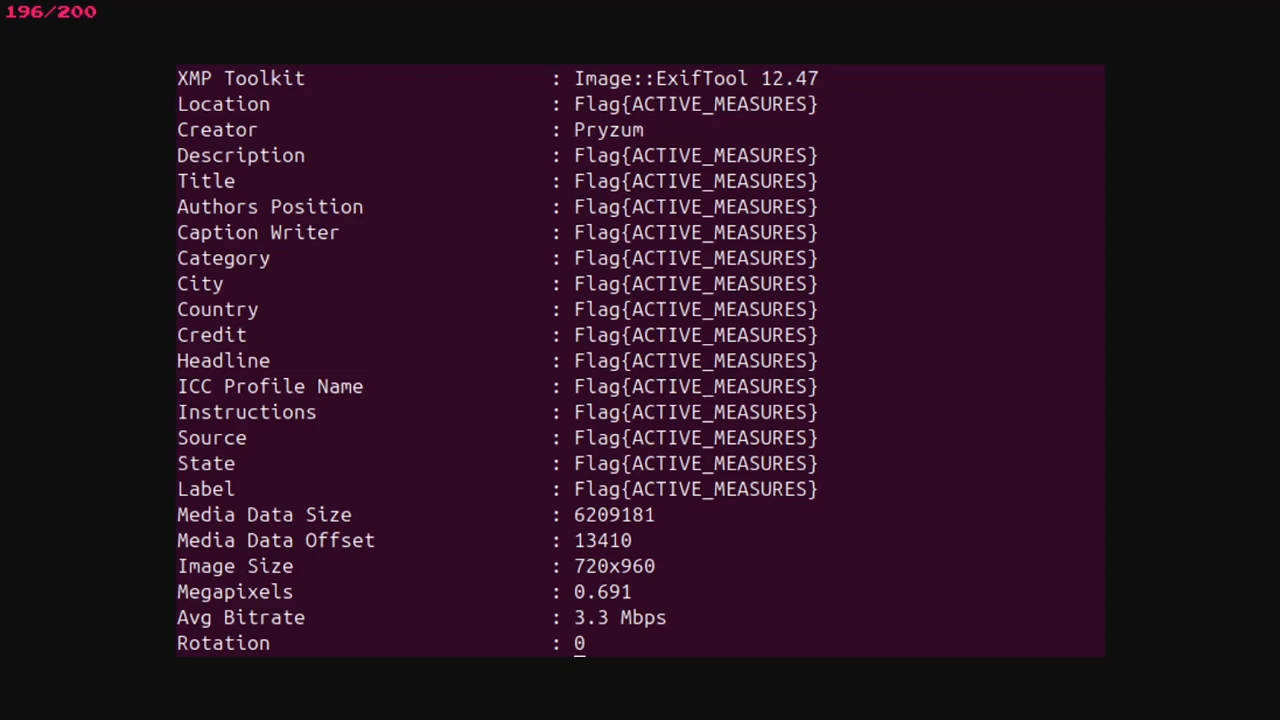 196/200
XMP Toolkit : Image::ExifTool 12.47
Location : Flag{ACTIVE_MEASURES}
Creator : Pryzum
Description : Flag{ACTIVE_MEASURES}
Title : Flag{ACTIVE_MEASURES}
Authors Position : Flag{ACTIVE_MEASURES}
Caption Writer : Flag{ACTIVE_MEASURES}
Category : Flag{ACTIVE_MEASURES}
City : Flag{ACTIVE_MEASURES}
Country : Flag{ACTIVE_MEASURES}
Credit : Flag{ACTIVE_MEASURES}
Headline : Flag{ACTIVE_MEASURES}
ICC Profile Name : Flag{ACTIVE_MEASURES}
Instructions : Flag{ACTIVE_MEASURES}
Source : Flag{ACTIVE_MEASURES}
State : Flag{ACTIVE_MEASURES}
Label : Flag{ACTIVE_MEASURES}
Media Data Size : 6209181
Media Data Offset : 13410
Image Size : 720x960
Megapixels : 0.691
Avg Bitrate : 3.3 Mbps
Rotation : 0